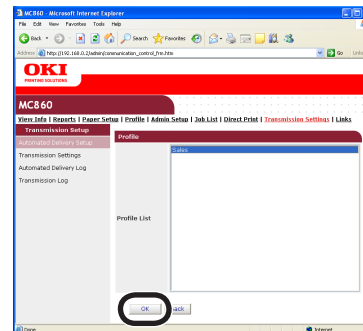 MC860 - Microsoft Internet Explorer
File Edit View Favorites Tools Help
Back Search Favorites
Address http://192.168.0.2/admin/communication_control_frm.htm Go Links
OKI
PRINTING SOLUTIONS
MC860
View Info | Reports | Paper Setup | Profile | Admin Setup | Job List | Direct Print | Transmission Settings | Links
Transmission Setup
Automated Delivery Setup
Transmission Settings
Automated Delivery Log
Transmission Log
Profile
Sales
Profile List
OK
Back
Done Internet